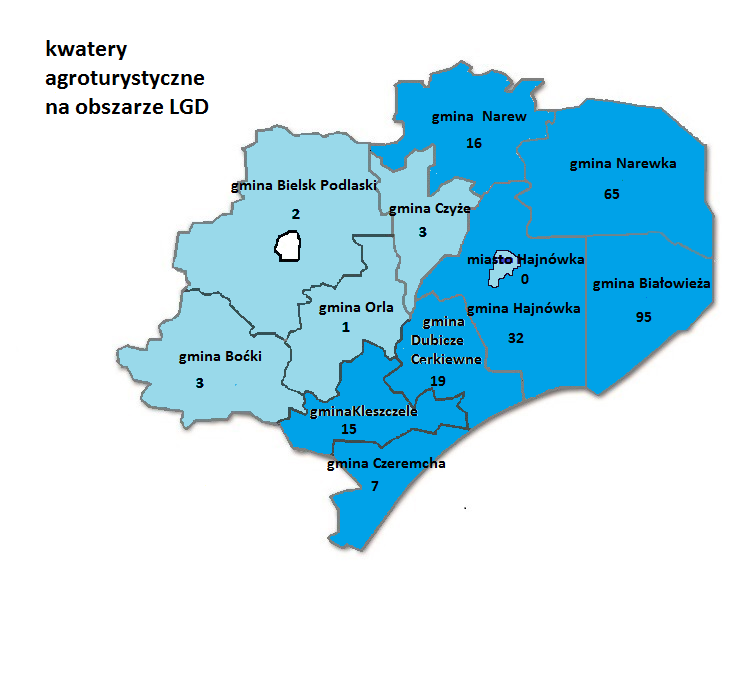 kwatery
agroturystyczne
na obszarze LGD
gmina Narew
16
gmina Narewka
65
gmina Bielsk Podlaski
2
gmina Czyże
3
miasto Hajnówka
0
gmina Białowieża
95
gmina Orla
1
gmina Hajnówka
32
gmina
Dubicze
Cerkiewne
19
gmina Boćki
3
gminaKleszczele
15
gmina Czeremcha
7